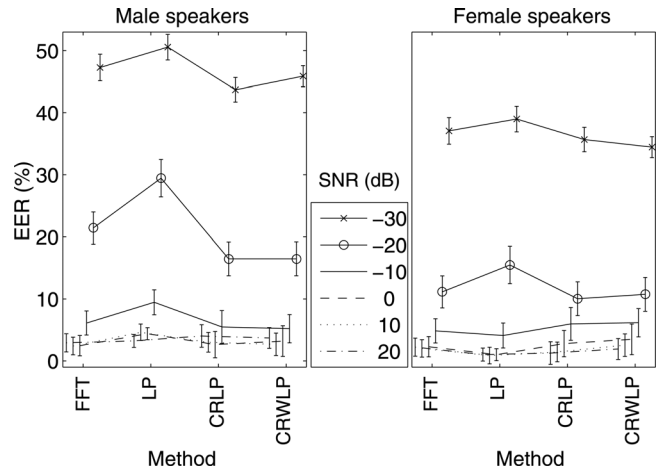 Male speakers
Female speakers
EER (%)
50
40
30
20
10
0
SNR (dB)
−30
−20
−10
0
10
20
FFT
LP
CRLP
CRWLP
FFT
LP
CRLP
CRWLP
Method
Method